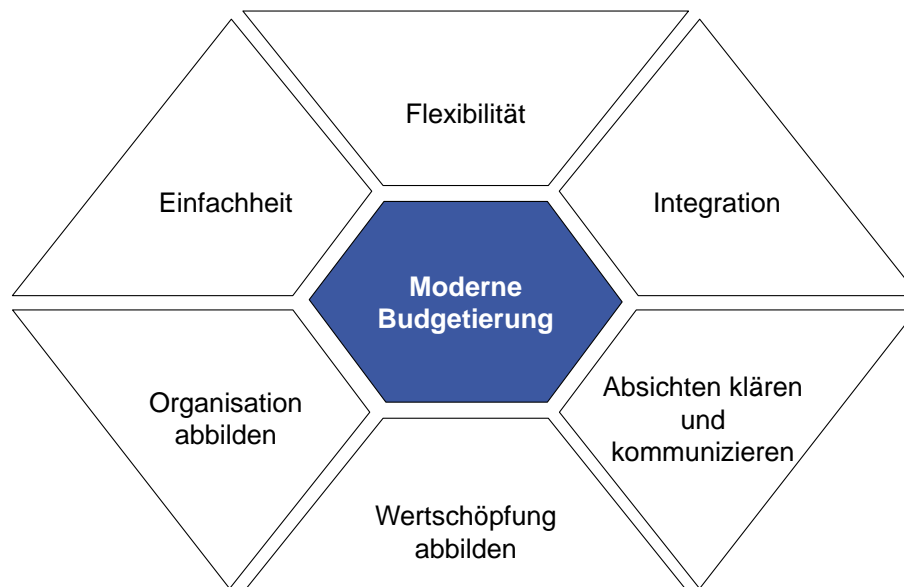 Flexibilität
Einfachheit
Integration
Moderne
Budgetierung
Organisation
abbilden
Absichten klären
und
kommunizieren
Wertschöpfung
abbilden